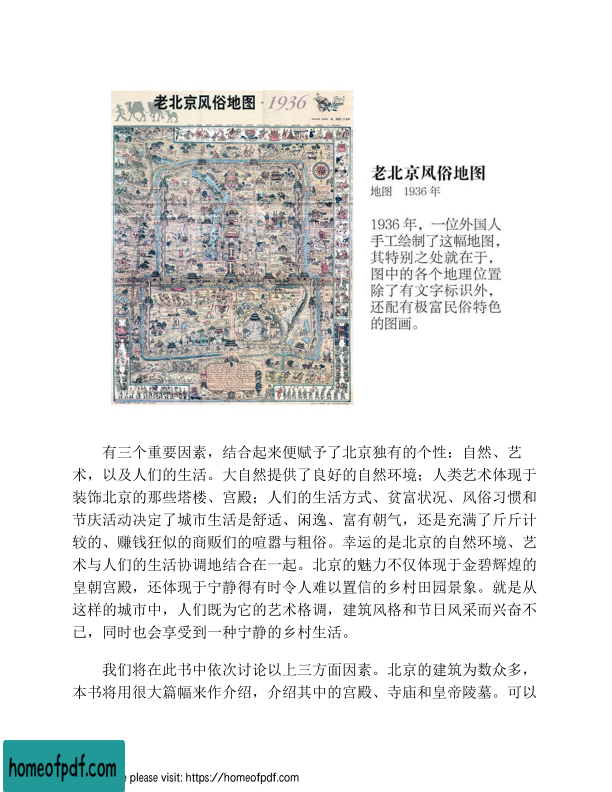 老北京风俗地图·1936
老北京风俗地图
地图 1936 年
1936 年，一位外国人
手工绘制了这幅地图，
其特别之处就在于，
图中的各个地理位置
除了有文字标识外，
还配有极富民俗特色
的图画。
有三个重要因素，结合起来便赋予了北京独有的个性：自然、艺
术，以及人们的生活。大自然提供了良好的自然环境；人类艺术体现于
装饰北京的那些塔楼、宫殿；人们的生活方式、贫富状况、风俗习惯和
节庆活动决定了城市生活是舒适、闲逸、富有朝气，还是充满了斤斤计
较的、赚钱狂似的商贩们的喧嚣与粗俗。幸运的是北京的自然环境、艺
术与人们的生活协调地结合在一起。北京的魅力不仅体现于金碧辉煌的
皇朝宫殿，还体现于宁静得有时令人难以置信的乡村田园景象。就是从
这样的城市中，人们既为它的艺术格调，建筑风格和节日风采而兴奋不
已，同时也会享受到一种宁静的乡村生活。
我们将在此书中依次讨论以上三方面因素。北京的建筑为数众多，
本书将用很大篇幅来作介绍，介绍其中的宫殿、寺庙和皇帝陵墓。可以
homeofpdf.com
e please visit: https://homeofpdf.com